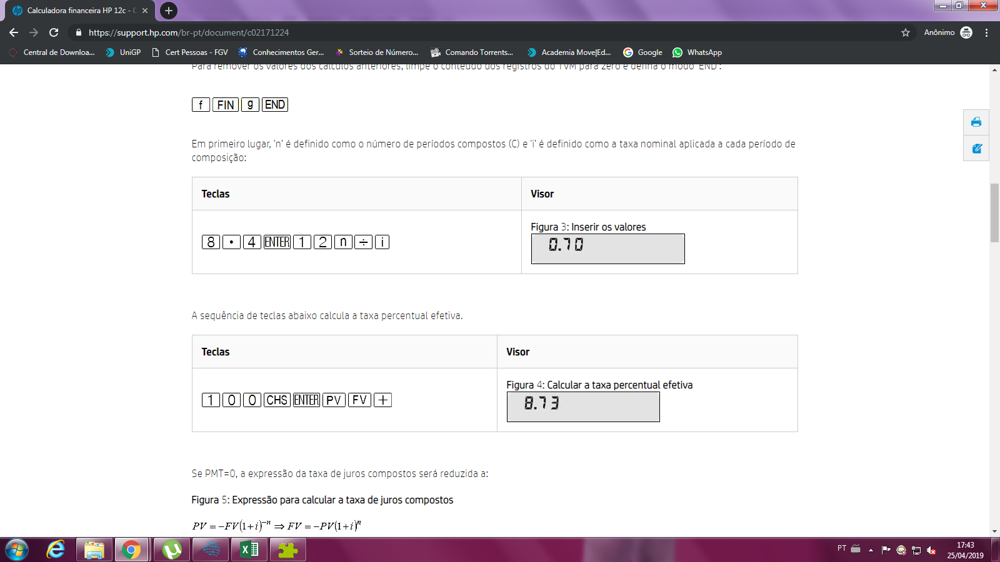 Calculadora financeira HP 12c -
https://support.hp.com/br-pt/document/c02171224
Anônimo
Central de Downloa...
UniGP
Cert Pessoas - FGV
Conhecimentos Ger...
Sorteio de Número...
Comando Torrents...
Academia Move|Ed...
Google
WhatsApp
Para remover os valores dos cálculos anteriores, limpe o conteúdo dos registros do TVM para zero e defina o modo 'END':
f FIN g END
Em primeiro lugar, 'n' é definido como o número de períodos compostos (C) e 'i' é definido como a taxa nominal aplicada a cada período de
composição:
Teclas
Visor
8 • 4 ENTER 1 2 n ÷ i
Figura 3: Inserir os valores
0.70
A sequência de teclas abaixo calcula a taxa percentual efetiva.
Teclas
Visor
1 0 0 CHS ENTER PV FV +
Figura 4: Calcular a taxa percentual efetiva
8.73
Se PMT=0, a expressão da taxa de juros compostos será reduzida a:
Figura 5: Expressão para calcular a taxa de juros compostos
PV = −FV(1+i)⁻ⁿ ⇒ FV = −PV(1+i)ⁿ
PT
17:43
25/04/2019